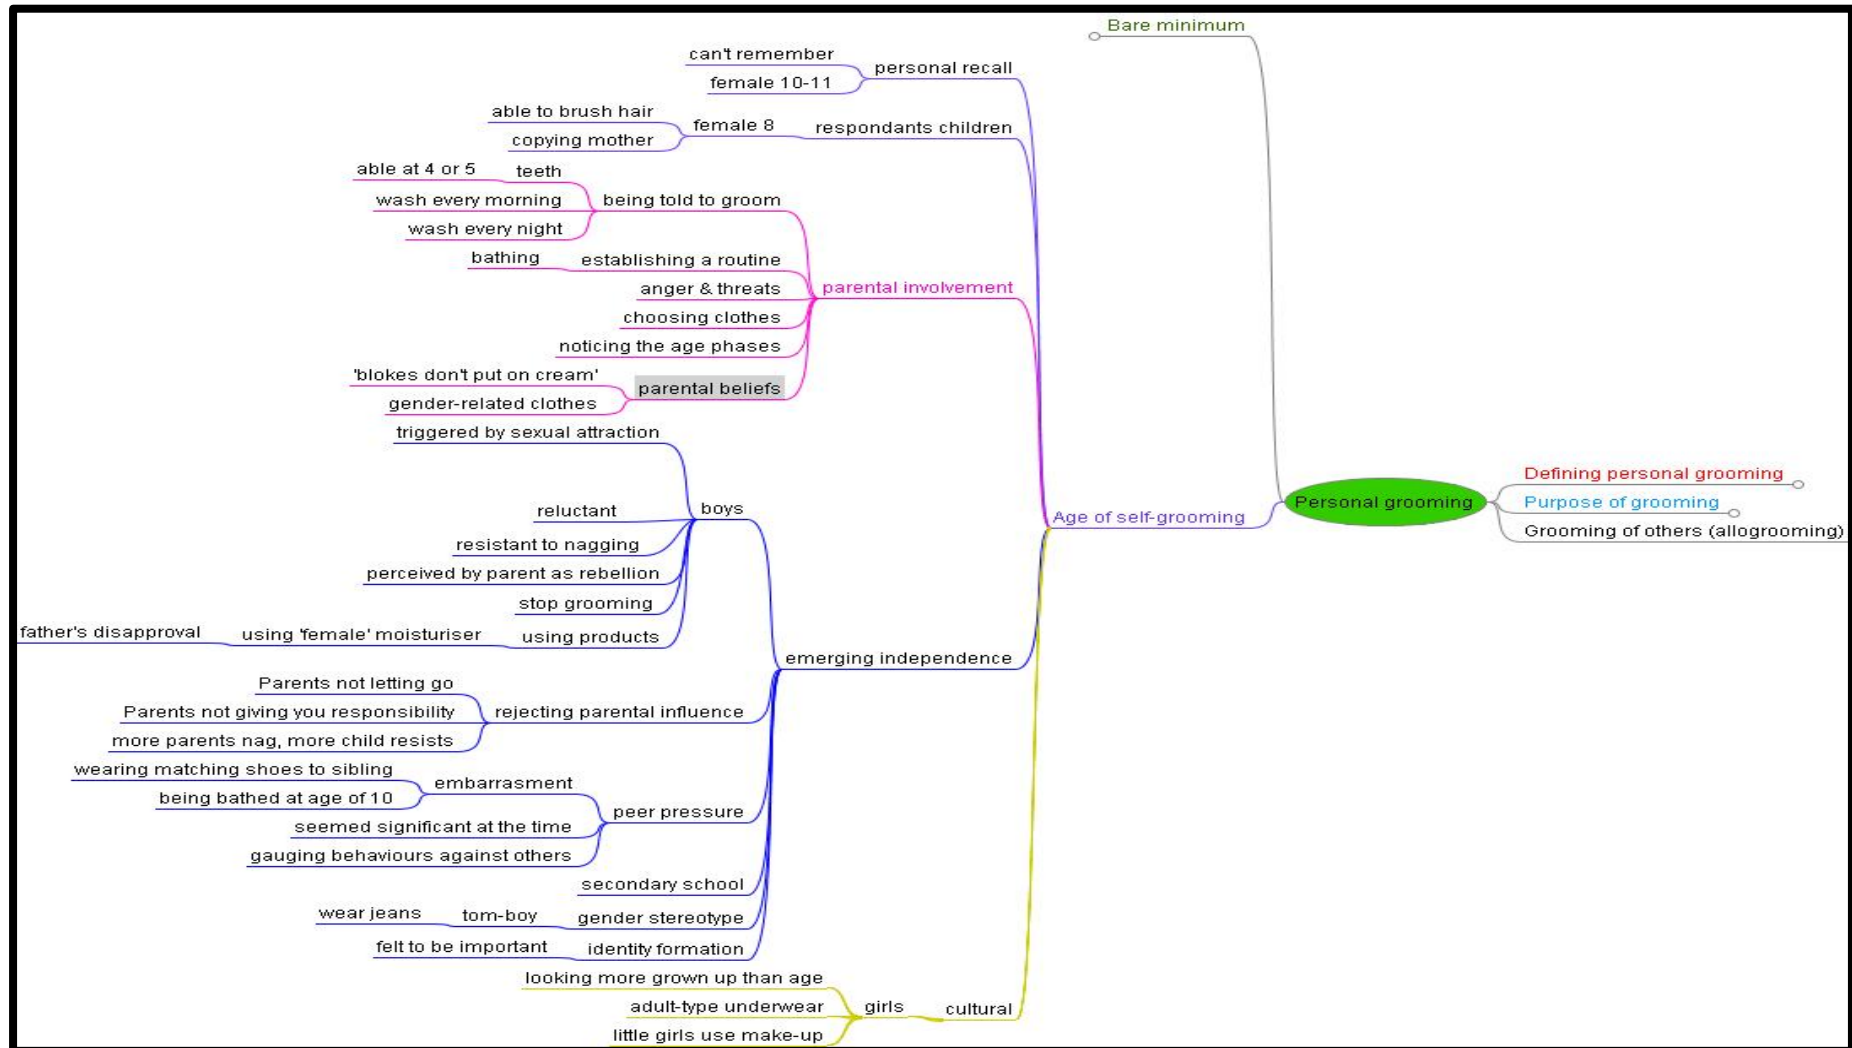 Bare minimum
can't remember
personal recall
female 10-11
able to brush hair
female 8
respondants children
copying mother
able at 4 or 5
teeth
wash every morning
being told to groom
wash every night
bathing
establishing a routine
anger & threats
parental involvement
choosing clothes
noticing the age phases
'blokes don't put on cream'
parental beliefs
gender-related clothes
triggered by sexual attraction
reluctant
boys
resistant to nagging
perceived by parent as rebellion
stop grooming
father's disapproval
using 'female' moisturiser
using products
emerging independence
Parents not letting go
Parents not giving you responsibility
rejecting parental influence
more parents nag, more child resists
wearing matching shoes to sibling
embarrasment
being bathed at age of 10
peer pressure
seemed significant at the time
gauging behaviours against others
secondary school
wear jeans
tom-boy
gender stereotype
felt to be important
identity formation
looking more grown up than age
adult-type underwear
girls
cultural
little girls use make-up
Age of self-grooming
Personal grooming
Defining personal grooming
Purpose of grooming
Grooming of others (allogrooming)